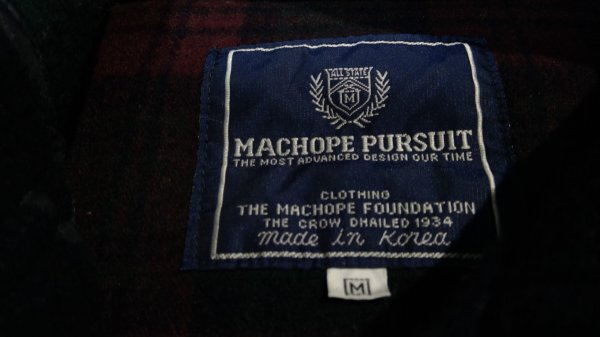 ALL STATE
M
MACHOPE PURSUIT
THE MOST ADVANCED DESIGN OUR TIME
CLOTHING
THE MACHOPE FOUNDATION
THE CROW DHAILED 1934
made in Korea
[M]